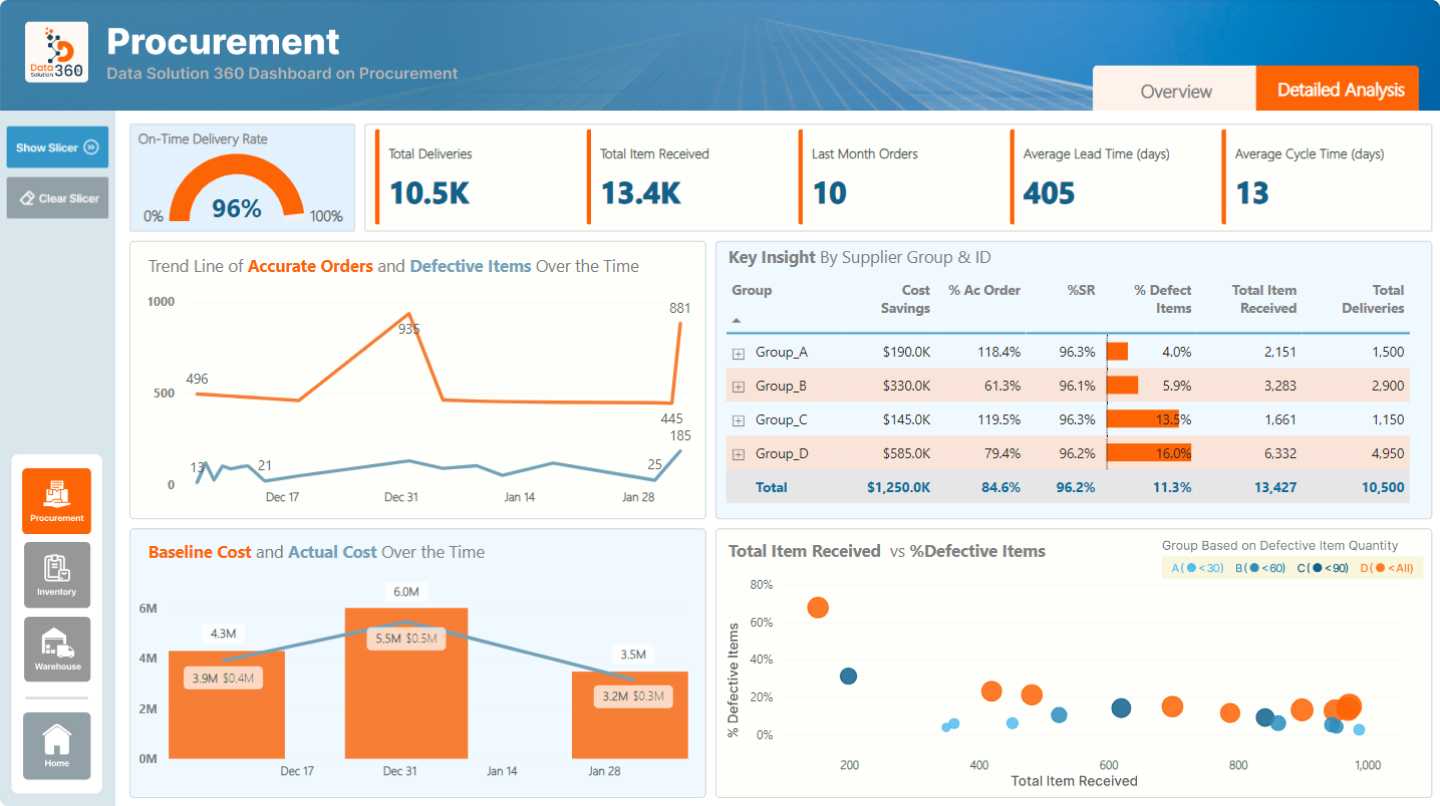 Data
Solution 360
Procurement
Data Solution 360 Dashboard on Procurement
Overview
Detailed Analysis
Show Slicer
Clear Slicer
On-Time Delivery Rate
0%
96%
100%
Total Deliveries
10.5K
Total Item Received
13.4K
Last Month Orders
10
Average Lead Time (days)
405
Average Cycle Time (days)
13
Trend Line of Accurate Orders and Defective Items Over the Time
1000
500
0
496
935
881
445
185
13
21
25
Dec 17
Dec 31
Jan 14
Jan 28
Key Insight By Supplier Group & ID
Group Cost Savings % Ac Order %SR % Defect Items Total Item Received Total Deliveries
Group_A $190.0K 118.4% 96.3% 4.0% 2,151 1,500
Group_B $330.0K 61.3% 96.1% 5.9% 3,283 2,900
Group_C $145.0K 119.5% 96.3% 13.5% 1,661 1,150
Group_D $585.0K 79.4% 96.2% 16.0% 6,332 4,950
Total $1,250.0K 84.6% 96.2% 11.3% 13,427 10,500
Procurement
Inventory
Warehouse
Home
Baseline Cost and Actual Cost Over the Time
6M
4M
2M
0M
4.3M
3.9M $0.4M
6.0M
5.5M $0.5M
3.5M
3.2M $0.3M
Dec 17
Dec 31
Jan 14
Jan 28
Total Item Received vs %Defective Items
Group Based on Defective Item Quantity
A( <30) B( <60) C( <90) D( <All)
% Defective Items
80%
60%
40%
20%
0%
200
400
600
800
1,000
Total Item Received